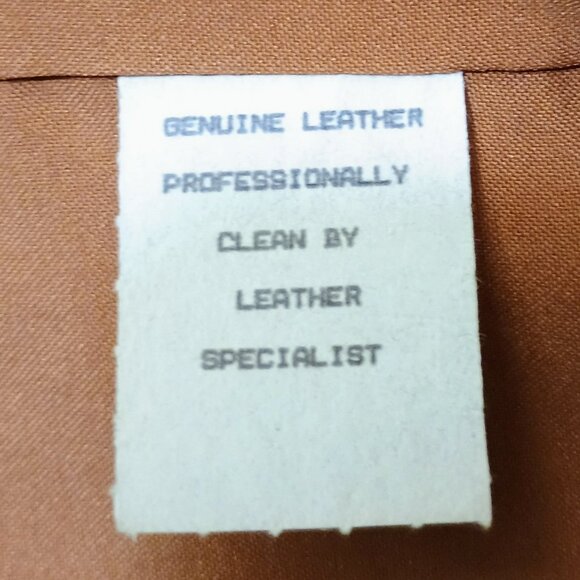 GENUINE LEATHER
PROFESSIONALLY
CLEAN BY
LEATHER
SPECIALIST